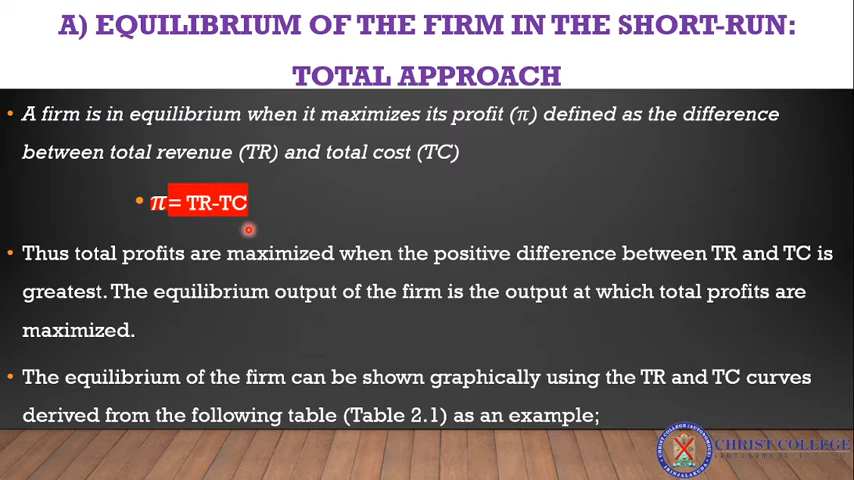 A) EQUILIBRIUM OF THE FIRM IN THE SHORT-RUN:
TOTAL APPROACH
• A firm is in equilibrium when it maximizes its profit (π) defined as the difference
between total revenue (TR) and total cost (TC)
• π= TR-TC
• Thus total profits are maximized when the positive difference between TR and TC is
greatest. The equilibrium output of the firm is the output at which total profits are
maximized.
• The equilibrium of the firm can be shown graphically using the TR and TC curves
derived from the following table (Table 2.1) as an example;
CHRIST COLLEGE